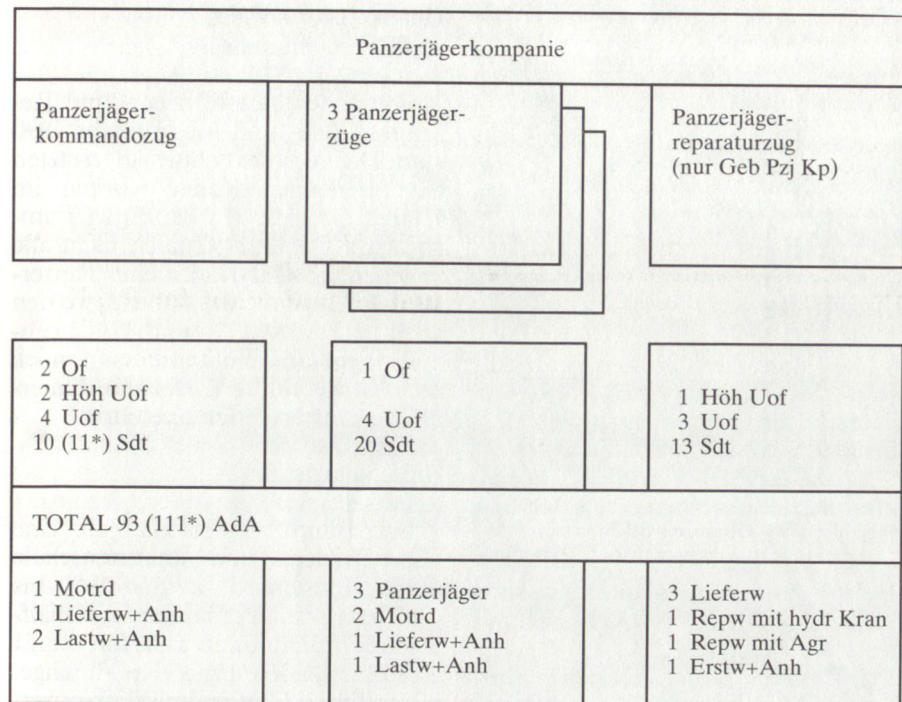 Panzerjägerkompanie
Panzerjäger-
kommandozug
3 Panzerjäger-
züge
Panzerjäger-
reparaturzug
(nur Geb Pzj Kp)
2 Of
2 Höh Uof
4 Uof
10 (11*) Sdt
1 Of
4 Uof
20 Sdt
1 Höh Uof
3 Uof
13 Sdt
TOTAL 93 (111*) AdA
1 Motrd
1 Lieferw+Anh
2 Lastw+Anh
3 Panzerjäger
2 Motrd
1 Lieferw+Anh
1 Lastw+Anh
3 Lieferw
1 Repw mit hydr Kran
1 Repw mit Agr
1 Erstw+Anh